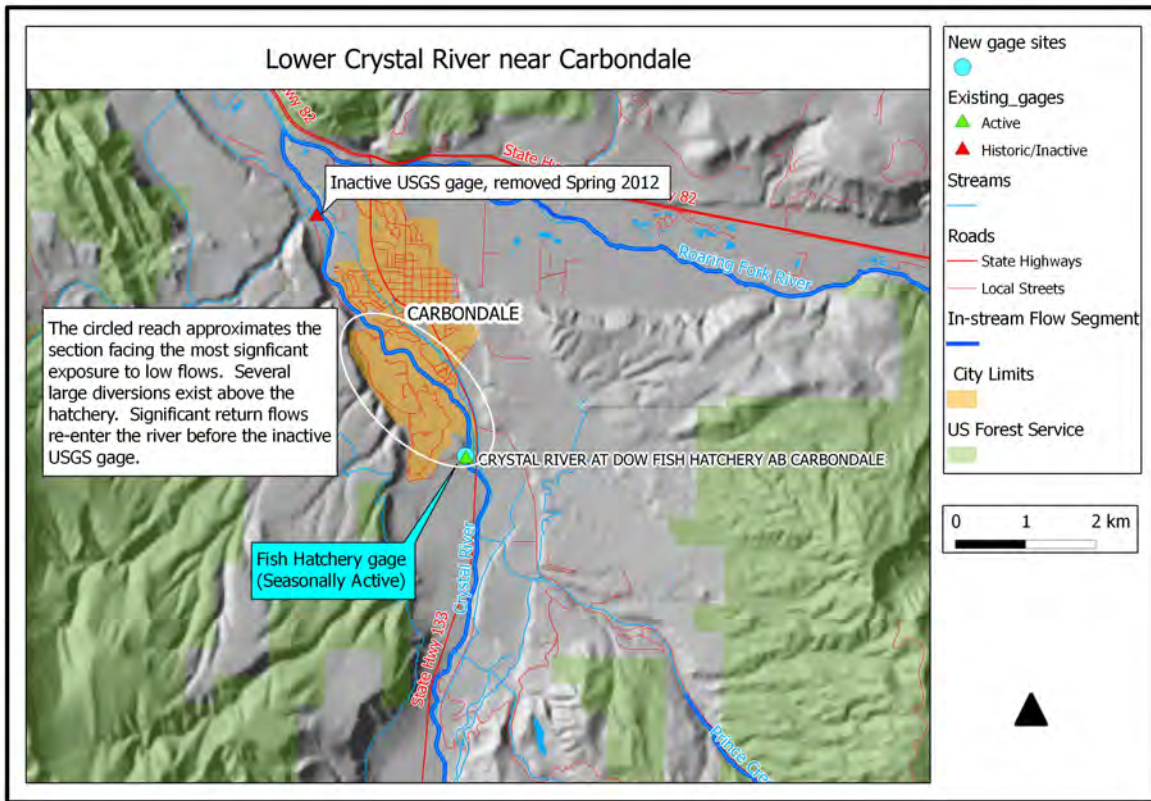 Lower Crystal River near Carbondale
Hwy 82
State Hwy 82
Inactive USGS gage, removed Spring 2012
Roaring Fork River
CARBONDALE
The circled reach approximates the
section facing the most signficant
exposure to low flows. Several
large diversions exist above the
hatchery. Significant return flows
re-enter the river before the inactive
USGS gage.
CRYSTAL RIVER AT DOW FISH HATCHERY AB CARBONDALE
Fish Hatchery gage
(Seasonally Active)
Crystal River
State Hwy 133
Prince Cre
New gage sites
Existing_gages
Active
Historic/Inactive
Streams
Roads
State Highways
Local Streets
In-stream Flow Segment
City Limits
US Forest Service
0 1 2 km